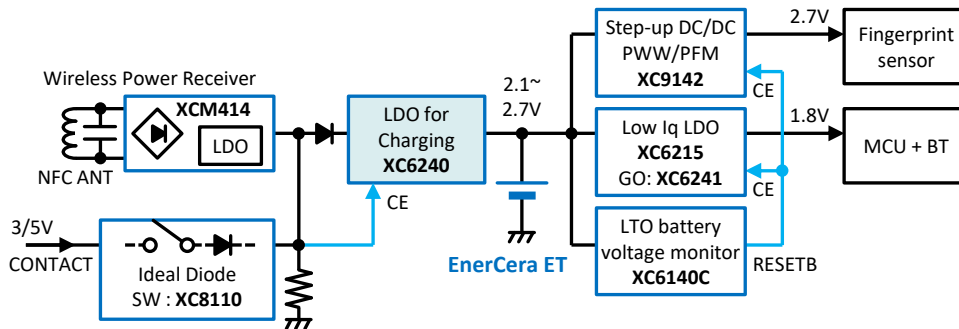 Wireless Power Receiver
XCM414
LDO
NFC ANT
3/5V
CONTACT
Ideal Diode
SW : XC8110
LDO for
Charging
XC6240
CE
2.1~
2.7V
EnerCera ET
Step-up DC/DC
PWW/PFM
XC9142
CE
2.7V
Fingerprint
sensor
Low Iq LDO
XC6215
GO: XC6241
CE
1.8V
MCU + BT
LTO battery
voltage monitor
XC6140C
RESETB